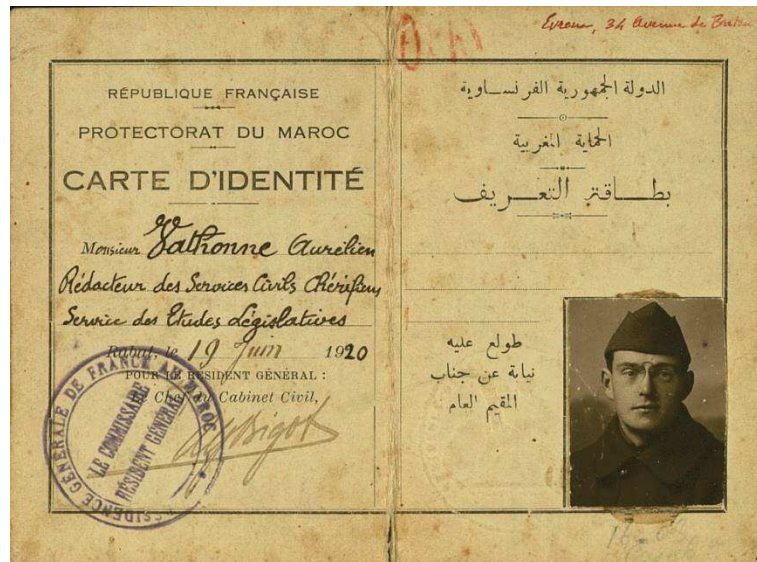 Evreux, 34 Avenue de
RÉPUBLIQUE FRANÇAISE
PROTECTORAT DU MAROC
CARTE D'IDENTITÉ
Monsieur Vathonne Aurélien
Rédacteur des Services Civils Chérifiens
Service des Etudes Législatives
Rabat, le 19 Juin 1920
POUR LE RÉSIDENT GÉNÉRAL :
Le Chef du Cabinet Civil,
RÉSIDENCE GÉNÉRALE DE FRANCE AU MAROC
LE COMMISSAIRE
RÉSIDENT GÉNÉRAL
الدولة الجمهورية الفرنساوية
الحماية المغربية
بطاقة التعريف
طولع عليه
نيابة عن جناب
المقيم العام